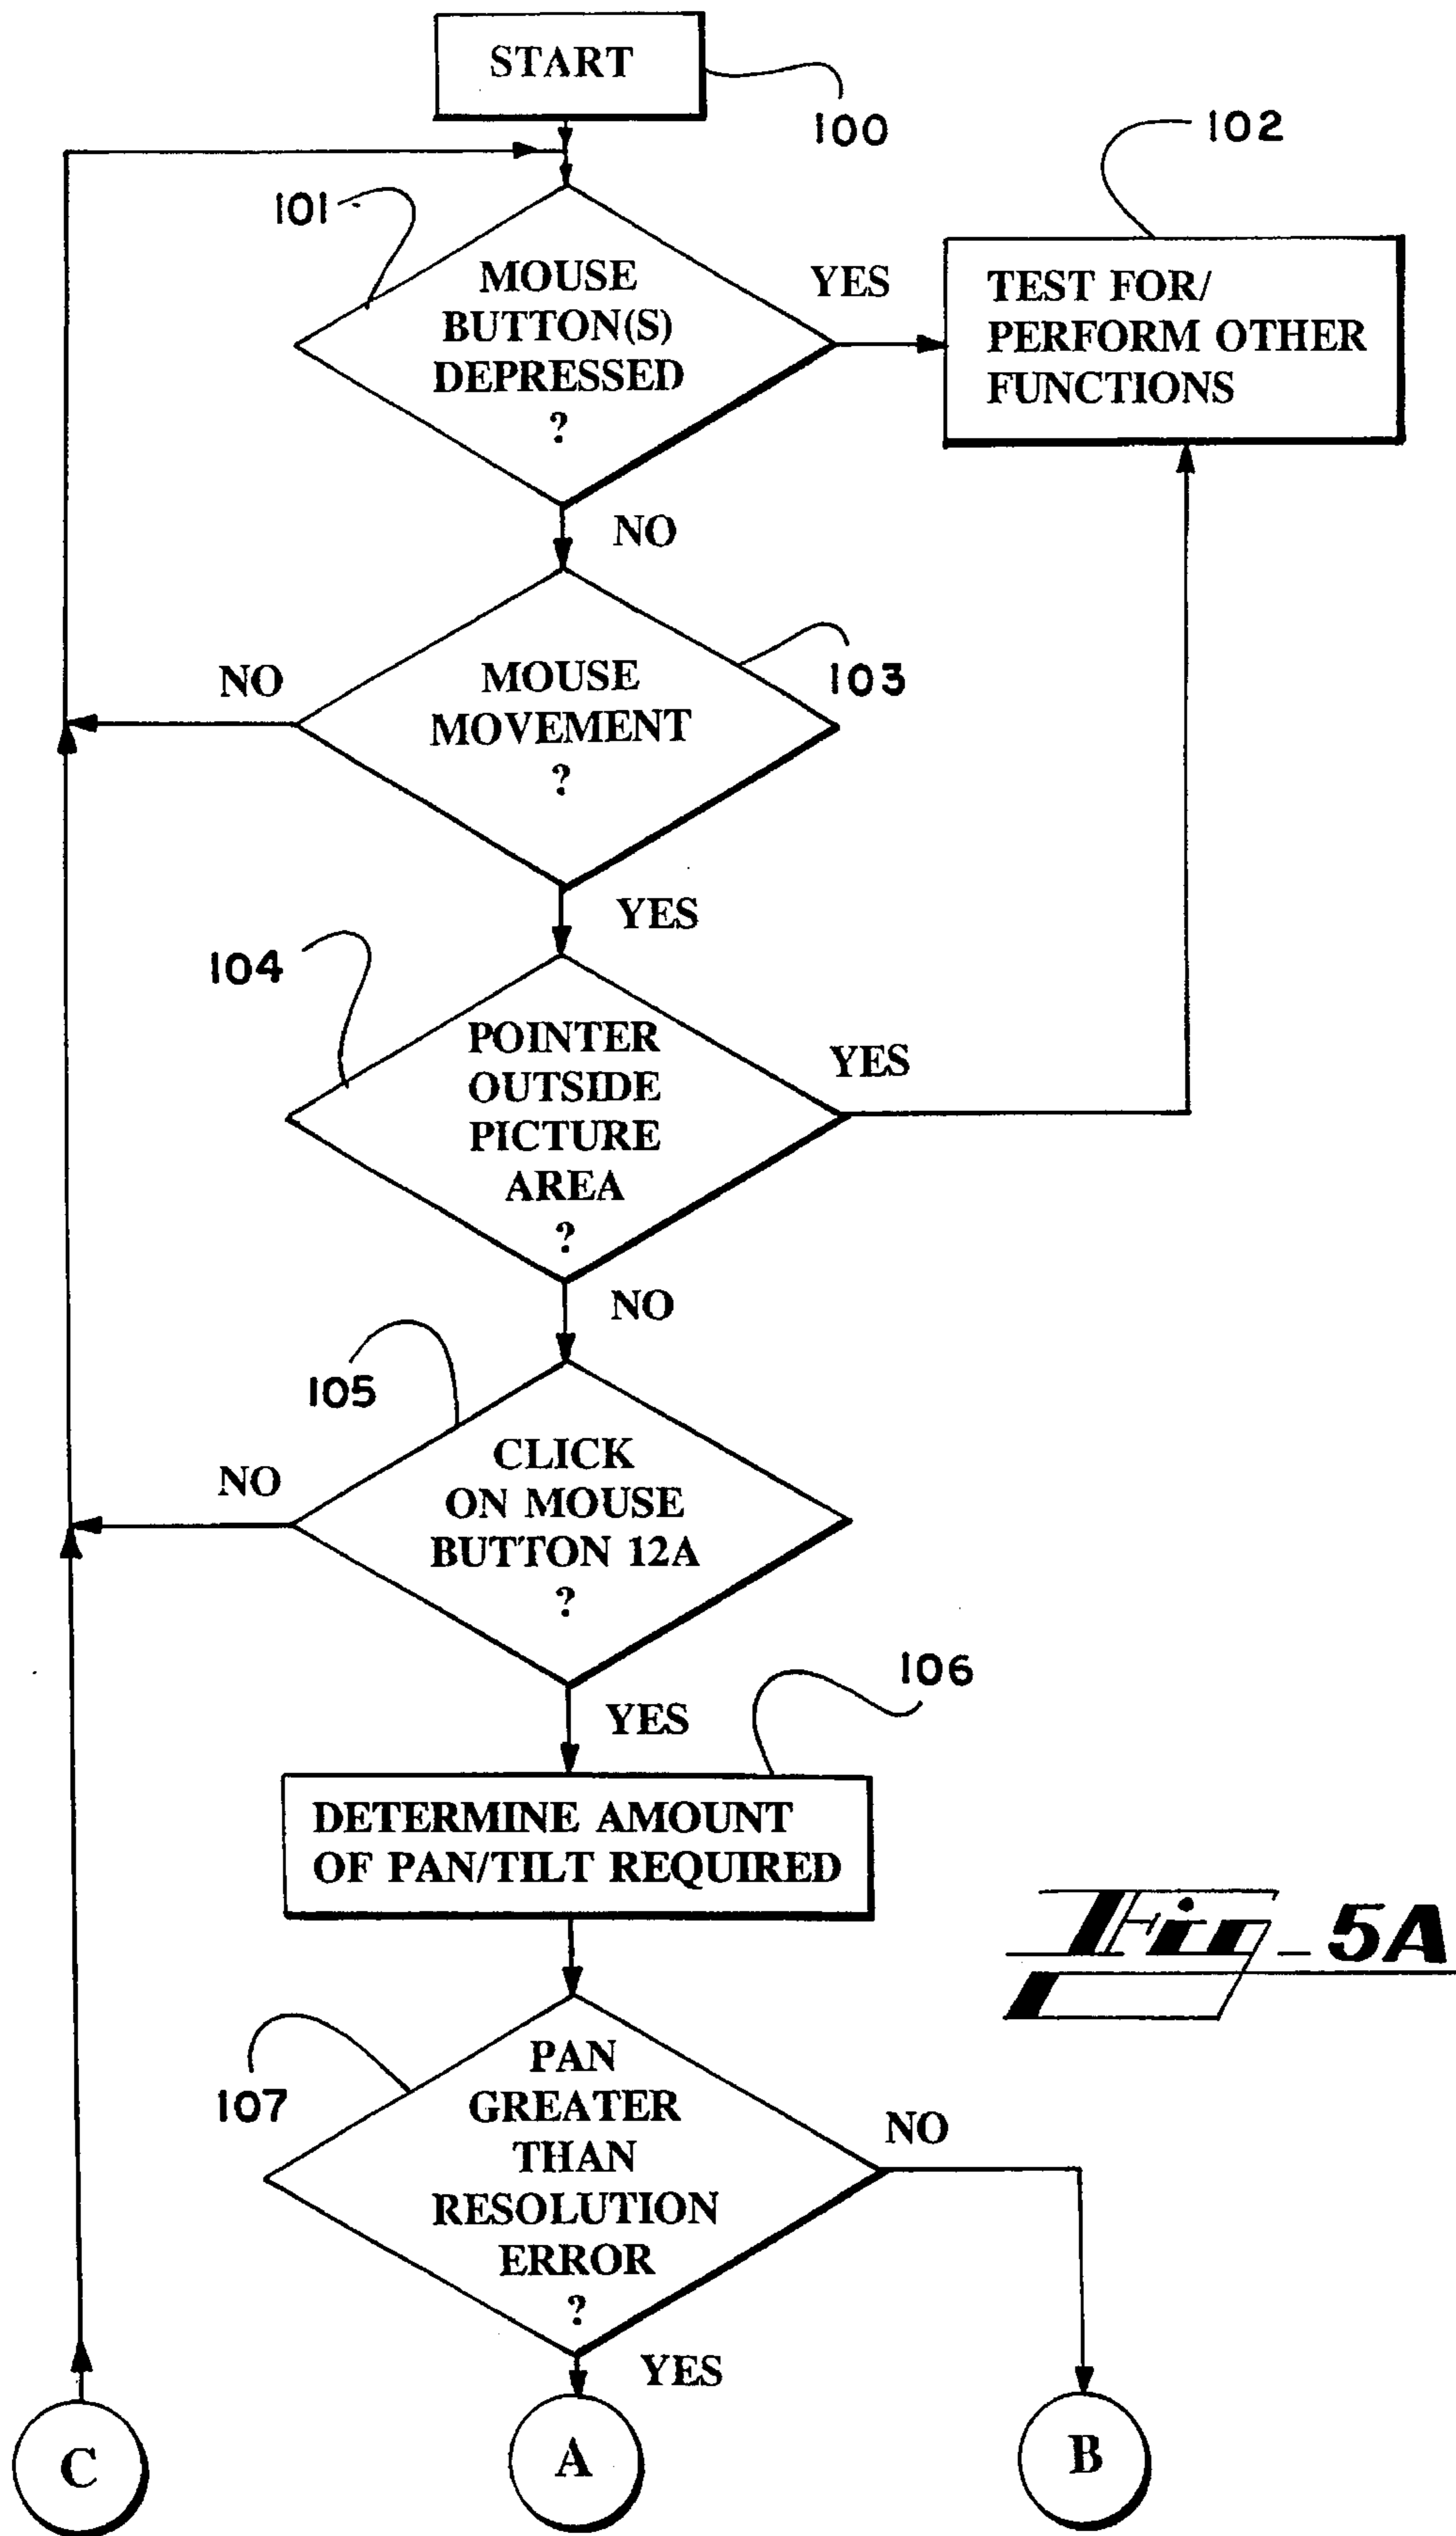 START
100
101
102
MOUSE
BUTTON(S)
DEPRESSED
?
YES
TEST FOR/
PERFORM OTHER
FUNCTIONS
NO
103
MOUSE
MOVEMENT
?
NO
YES
104
POINTER
OUTSIDE
PICTURE
AREA
?
YES
NO
105
CLICK
ON MOUSE
BUTTON 12A
?
NO
YES
106
DETERMINE AMOUNT
OF PAN/TILT REQUIRED
Fig_5A
107
PAN
GREATER
THAN
RESOLUTION
ERROR
?
NO
YES
C
A
B